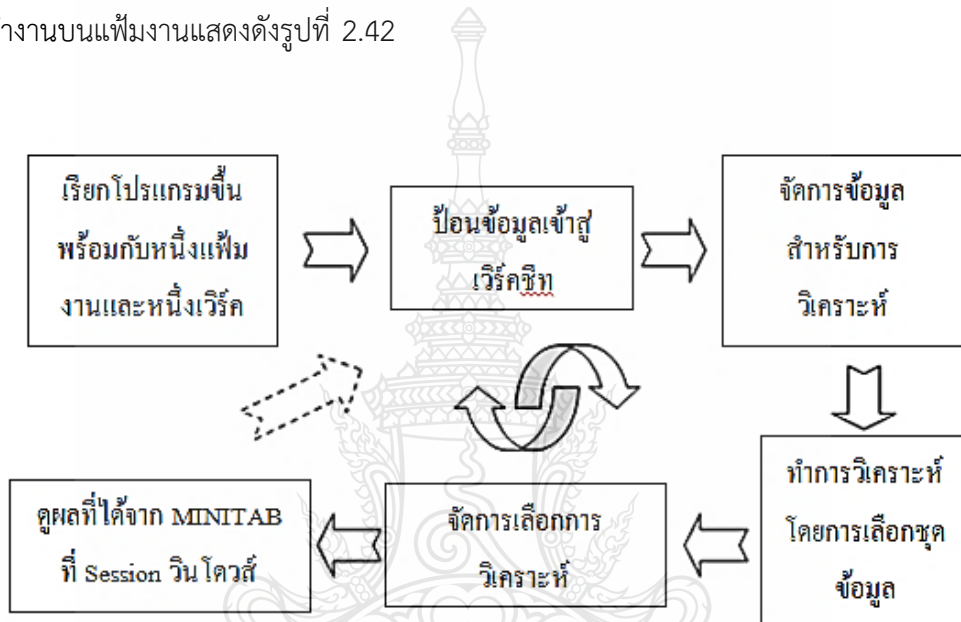 งานบนแฟ้มงานแสดงดังรูปที่ 2.42
เรียกโปรแกรมขึ้น
พร้อมกับหนึ่งแฟ้ม
งานและหนึ่งเวิร์ค
ป้อนข้อมูลเข้าสู่
เวิร์คชีท
จัดการข้อมูล
สำหรับการ
วิเคราะห์
ทำการวิเคราะห์
โดยการเลือกชุด
ข้อมูล
จัดการเลือกการ
วิเคราะห์
ดูผลที่ได้จาก MINITAB
ที่ Session วินโดวส์